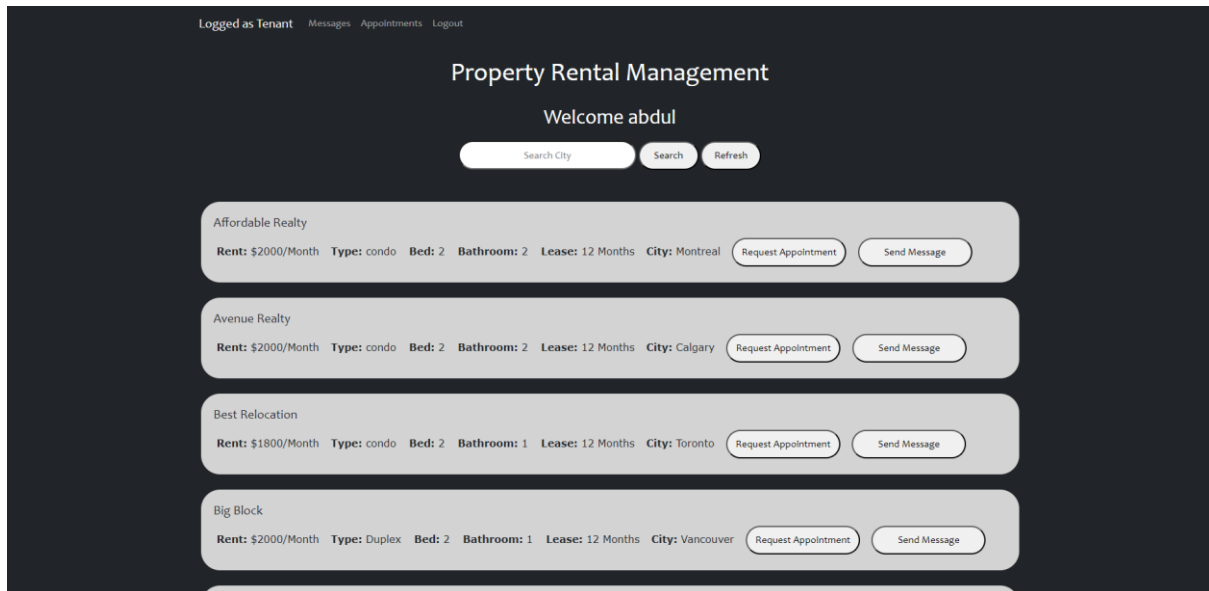 Logged as Tenant Messages Appointments Logout
Property Rental Management
Welcome abdul
Search City Search Refresh
Affordable Realty
Rent: $2000/Month Type: condo Bed: 2 Bathroom: 2 Lease: 12 Months City: Montreal Request Appointment Send Message
Avenue Realty
Rent: $2000/Month Type: condo Bed: 2 Bathroom: 2 Lease: 12 Months City: Calgary Request Appointment Send Message
Best Relocation
Rent: $1800/Month Type: condo Bed: 2 Bathroom: 1 Lease: 12 Months City: Toronto Request Appointment Send Message
Big Block
Rent: $2000/Month Type: Duplex Bed: 2 Bathroom: 1 Lease: 12 Months City: Vancouver Request Appointment Send Message